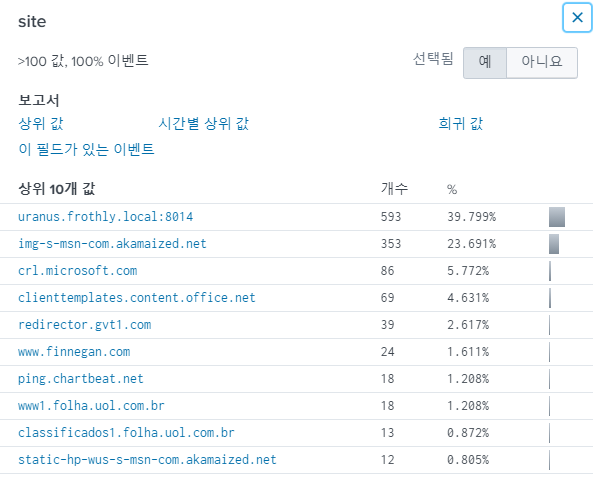 site
>100 값, 100% 이벤트 선택됨 예 아니요
보고서
상위 값 시간별 상위 값 희귀 값
이 필드가 있는 이벤트
상위 10개 값 개수 %
uranus.frothly.local:8014 593 39.799%
img-s-msn-com.akamaized.net 353 23.691%
crl.microsoft.com 86 5.772%
clienttemplates.content.office.net 69 4.631%
redirector.gvt1.com 39 2.617%
www.finnegan.com 24 1.611%
ping.chartbeat.net 18 1.208%
www1.folha.uol.com.br 18 1.208%
classificados1.folha.uol.com.br 13 0.872%
static-hp-wus-s-msn-com.akamaized.net 12 0.805%